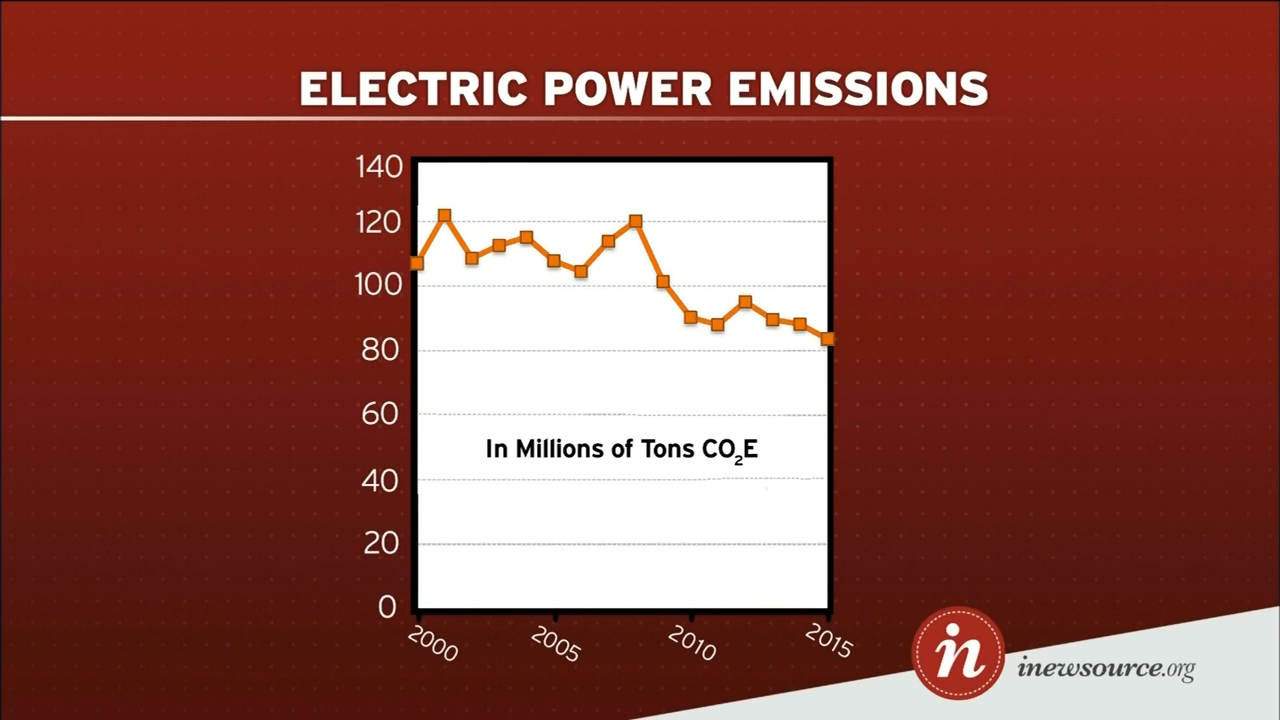 ELECTRIC POWER EMISSIONS
140
120
100
80
60
In Millions of Tons CO₂E
40
20
0
2000 2005 2010 2015
in
inewsource.org